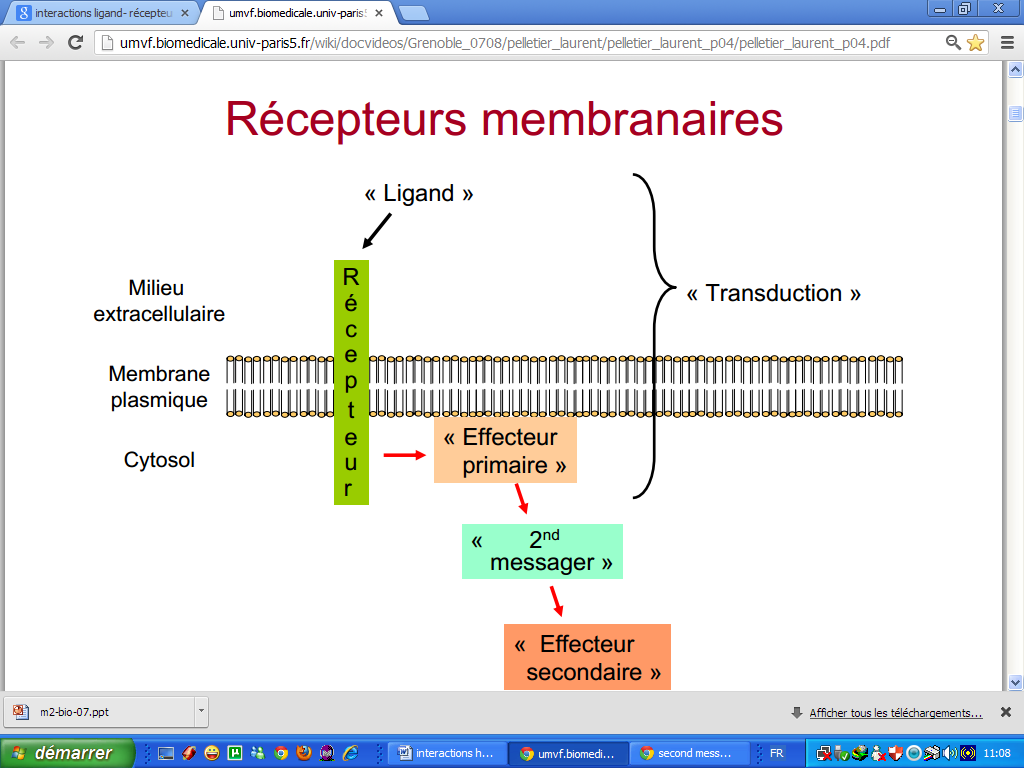 interactions ligand- récepteu
umvf.biomedicale.univ-paris5
umvf.biomedicale.univ-paris5.fr/wiki/docvideos/Grenoble_0708/pelletier_laurent/pelletier_laurent_p04/pelletier_laurent_p04.pdf
Récepteurs membranaires
« Ligand »
Récepteur
Milieu
extracellulaire
« Transduction »
Membrane
plasmique
Cytosol
« Effecteur
primaire »
« 2nd
messager »
« Effecteur
secondaire »
m2-bio-07.ppt
Afficher tous les téléchargements...
démarrer
interactions h...
umvf.biomedi...
second mess...
FR
11:08